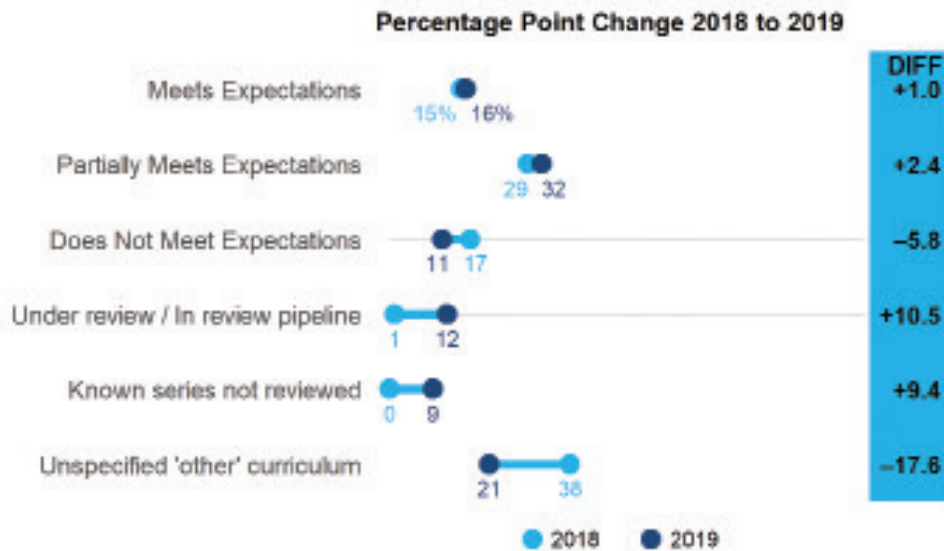 Percentage Point Change 2018 to 2019
DIFF
Meets Expectations +1.0
15% 16%
Partially Meets Expectations +2.4
29 32
Does Not Meet Expectations –5.8
11 17
Under review / In review pipeline +10.5
1 12
Known series not reviewed +9.4
0 9
Unspecified 'other' curriculum –17.6
21 38
2018 2019